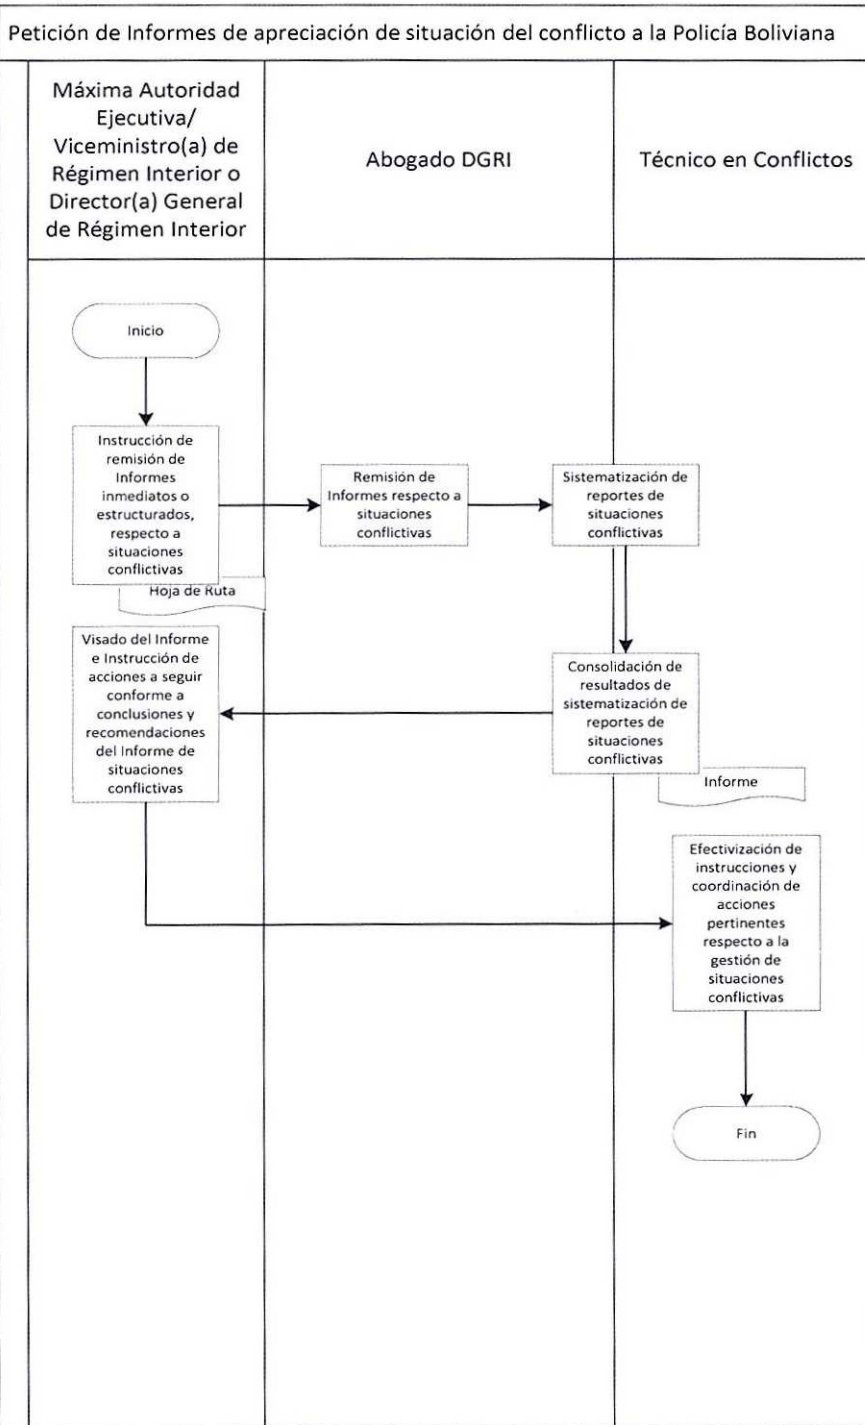 Petición de Informes de apreciación de situación del conflicto a la Policía Boliviana
Máxima Autoridad
Ejecutiva/
Viceministro(a) de
Régimen Interior o
Director(a) General
de Régimen Interior
Abogado DGRI
Técnico en Conflictos
Inicio
Instrucción de
remisión de
Informes
inmediatos o
estructurados,
respecto a
situaciones
conflictivas
Hoja de Ruta
Remisión de
Informes respecto a
situaciones
conflictivas
Sistematización de
reportes de
situaciones
conflictivas
Consolidación de
resultados de
sistematización de
reportes de
situaciones
conflictivas
Informe
Visado del Informe
e Instrucción de
acciones a seguir
conforme a
conclusiones y
recomendaciones
del Informe de
situaciones
conflictivas
Efectivización de
instrucciones y
coordinación de
acciones
pertinentes
respecto a la
gestión de
situaciones
conflictivas
Fin